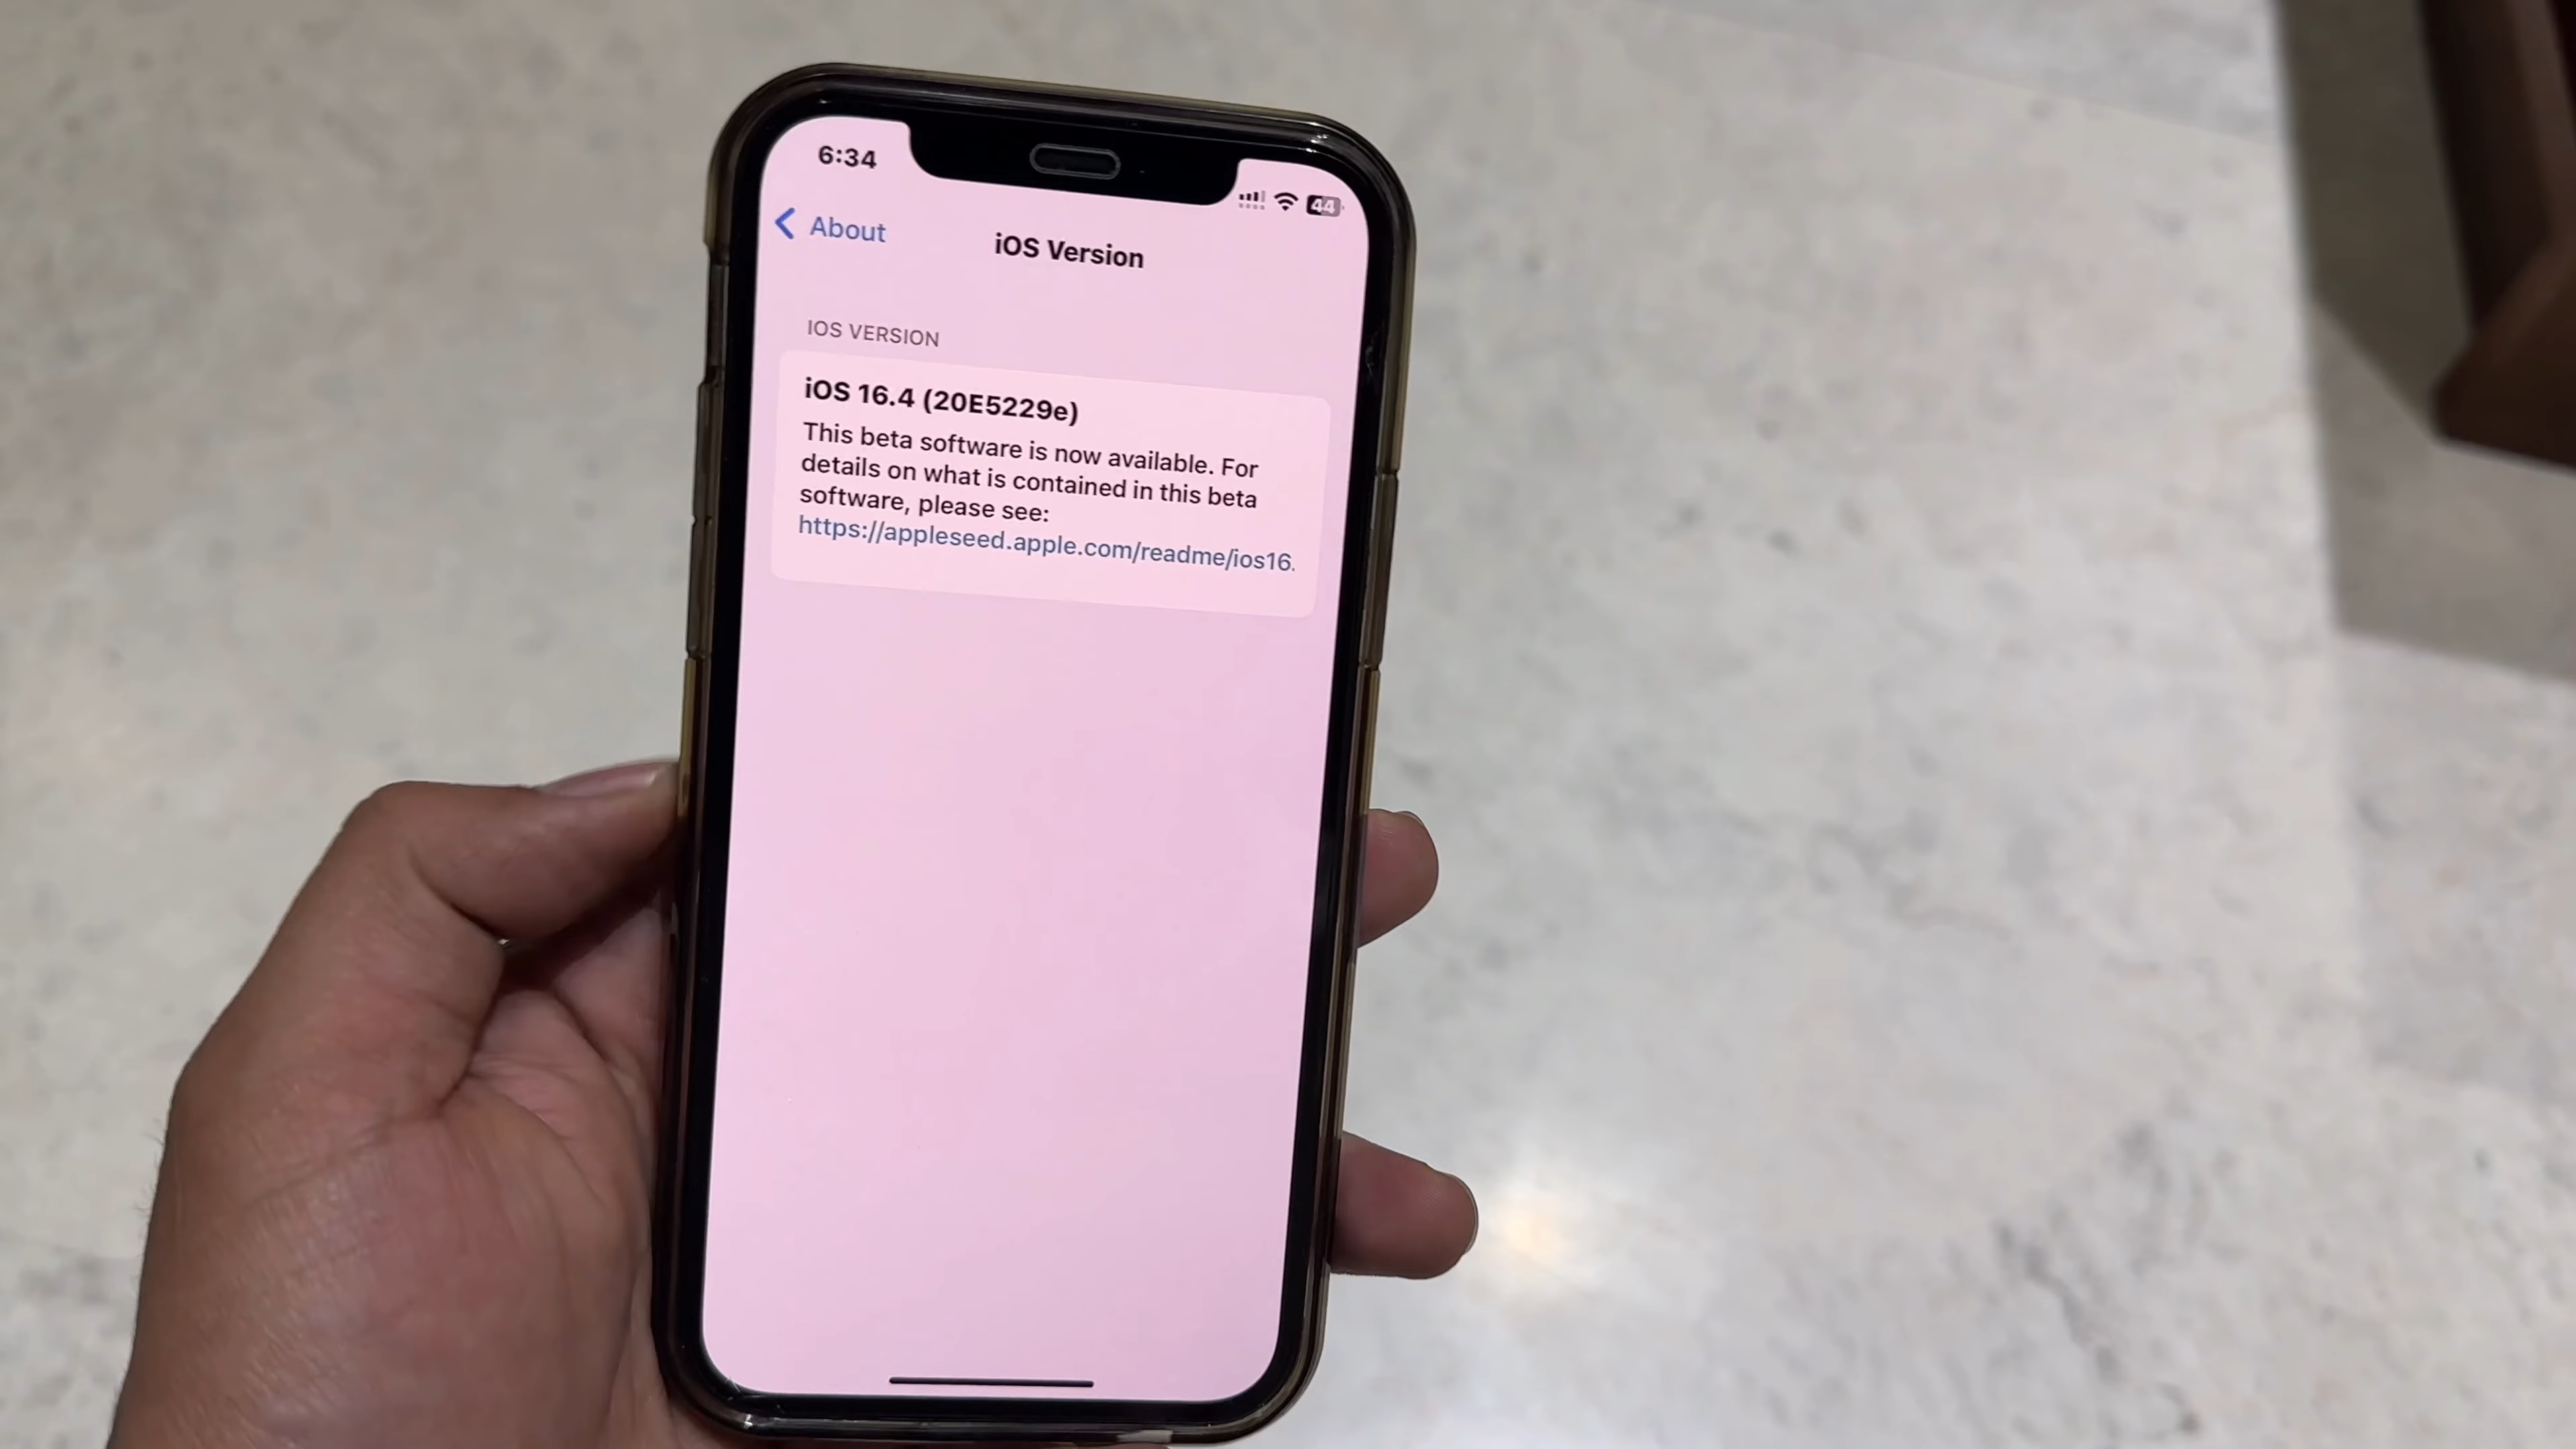 6:34
44
About
iOS Version
IOS VERSION
iOS 16.4 (20E5229e)
This beta software is now available. For
details on what is contained in this beta
software, please see:
https://appleseed.apple.com/readme/ios16.